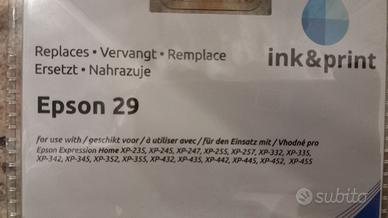 Replaces • Vervangt • Remplace
Ersetzt • Nahrazuje
ink&print
Epson 29
for use with / geschikt voor / à utiliser avec / für den Einsatz mit / Vhodné pro
Epson Expression Home XP-235, XP-245, XP-247, XP-255, XP-257, XP-332, XP-335,
XP-342, XP-345, XP-352, XP-355, XP-432, XP-435, XP-442, XP-445, XP-452, XP-455
subito